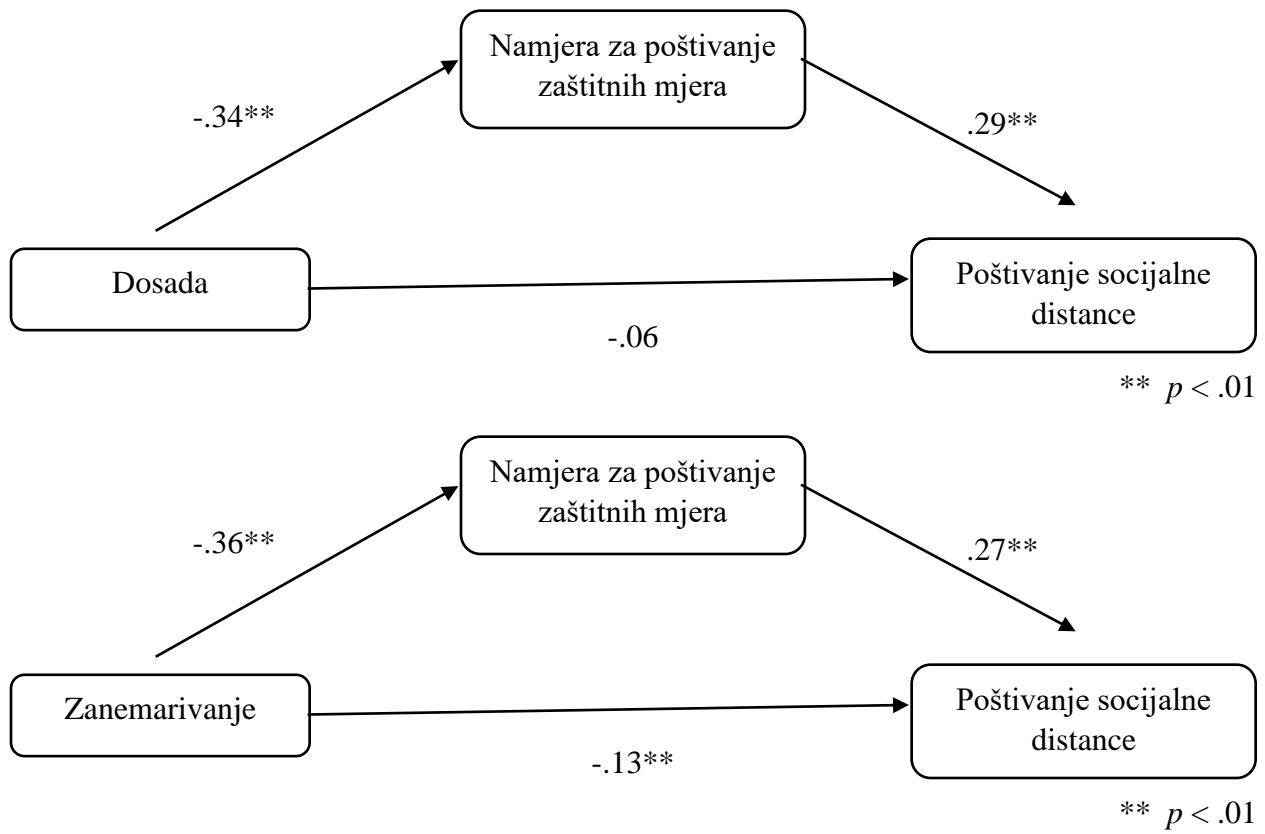 Namjera za poštivanje
zaštitnih mjera
-.34**
.29**
Dosada
Poštivanje socijalne
distance
-.06
** p < .01
Namjera za poštivanje
zaštitnih mjera
-.36**
.27**
Zanemarivanje
Poštivanje socijalne
distance
-.13**
** p < .01